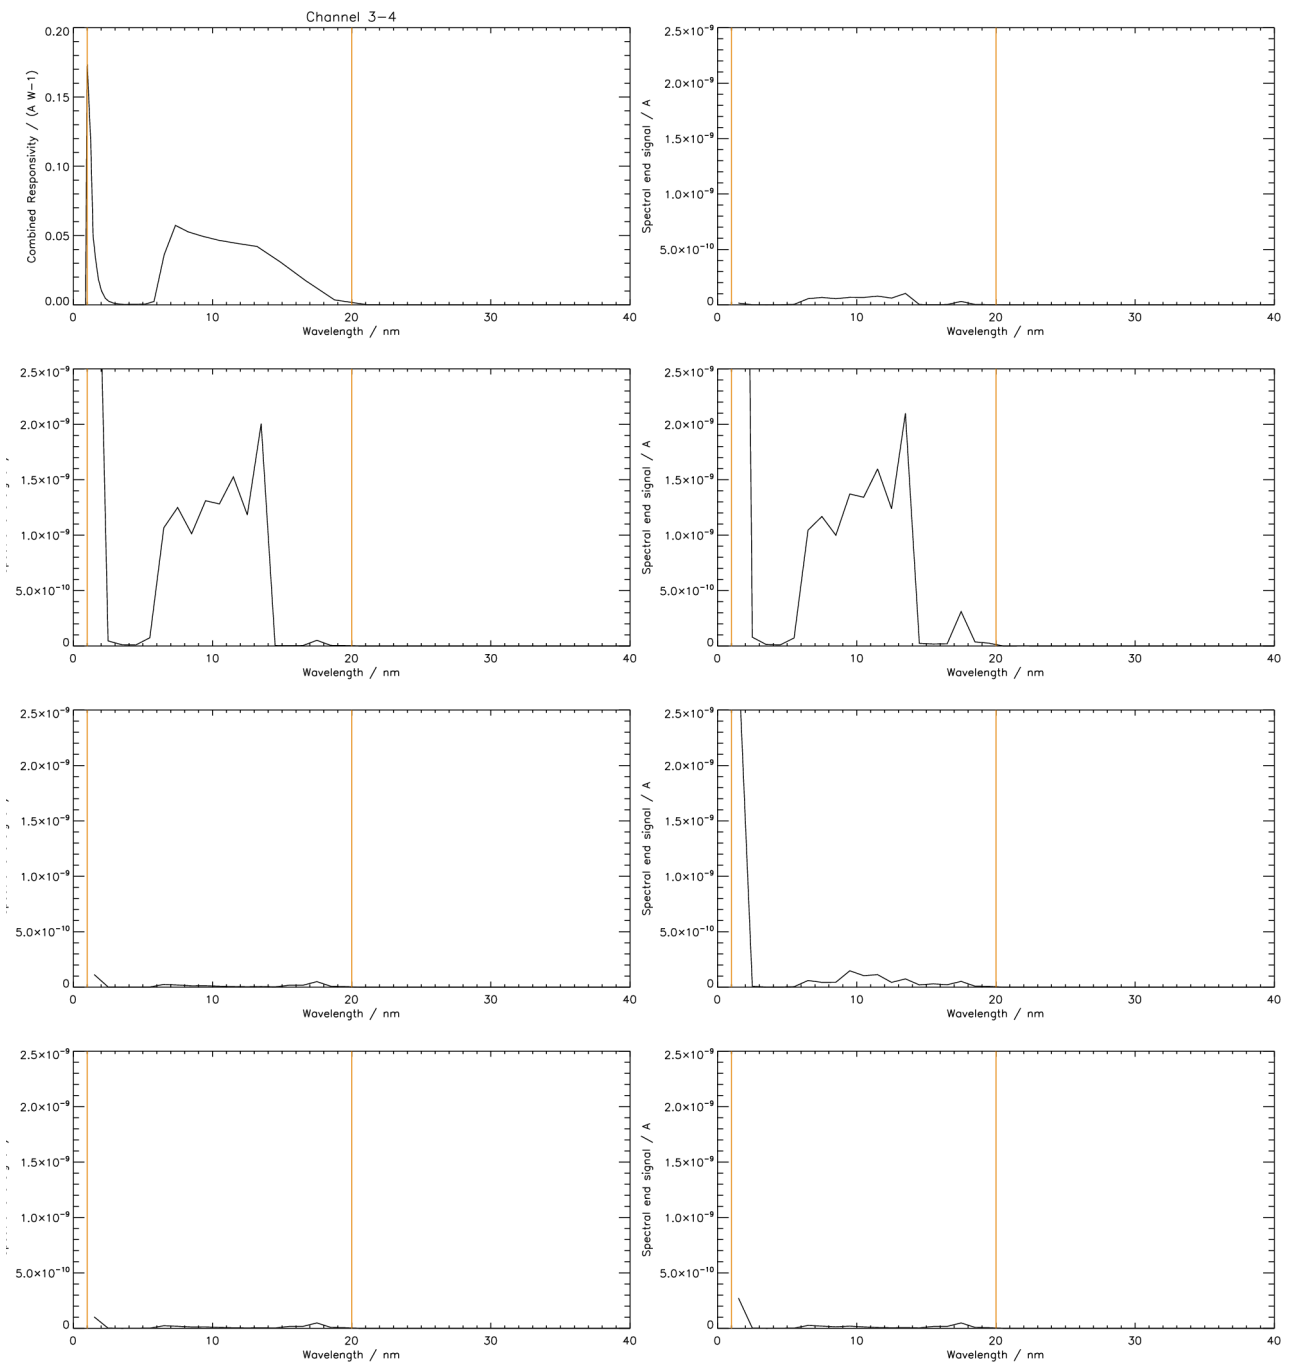 Channel 3−4
Combined Responsivity / (A W−1)
0.20
0.15
0.10
0.05
0.00
0 10 20 30 40
Wavelength / nm
Spectral end signal / A
2.5×10⁻⁹
2.0×10⁻⁹
1.5×10⁻⁹
1.0×10⁻⁹
5.0×10⁻¹⁰
0
0 10 20 30 40
Wavelength / nm
2.5×10⁻⁹
2.0×10⁻⁹
1.5×10⁻⁹
1.0×10⁻⁹
5.0×10⁻¹⁰
0
0 10 20 30 40
Wavelength / nm
Spectral end signal / A
2.5×10⁻⁹
2.0×10⁻⁹
1.5×10⁻⁹
1.0×10⁻⁹
5.0×10⁻¹⁰
0
0 10 20 30 40
Wavelength / nm
2.5×10⁻⁹
2.0×10⁻⁹
1.5×10⁻⁹
1.0×10⁻⁹
5.0×10⁻¹⁰
0
0 10 20 30 40
Wavelength / nm
Spectral end signal / A
2.5×10⁻⁹
2.0×10⁻⁹
1.5×10⁻⁹
1.0×10⁻⁹
5.0×10⁻¹⁰
0
0 10 20 30 40
Wavelength / nm
2.5×10⁻⁹
2.0×10⁻⁹
1.5×10⁻⁹
1.0×10⁻⁹
5.0×10⁻¹⁰
0
0 10 20 30 40
Wavelength / nm
Spectral end signal / A
2.5×10⁻⁹
2.0×10⁻⁹
1.5×10⁻⁹
1.0×10⁻⁹
5.0×10⁻¹⁰
0
0 10 20 30 40
Wavelength / nm